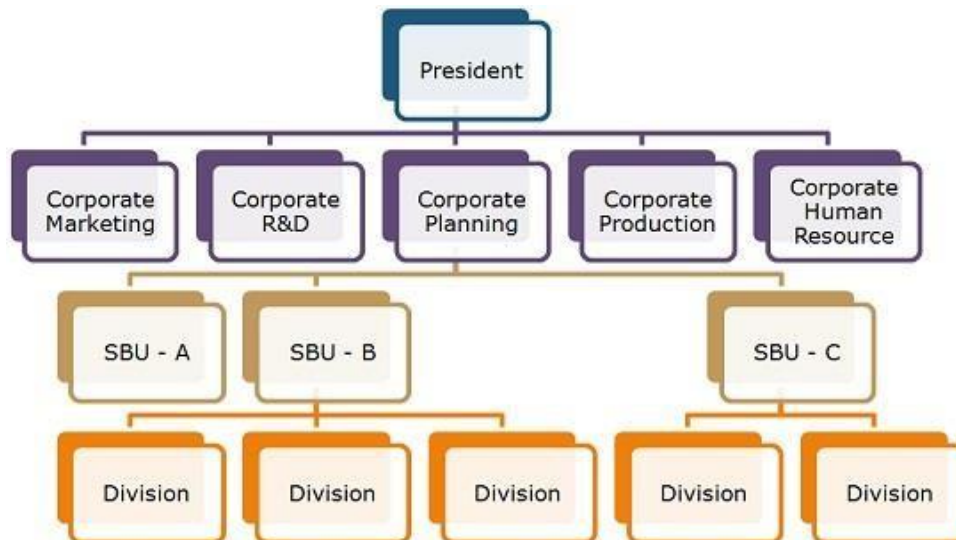 President
Corporate
Marketing
Corporate
R&D
Corporate
Planning
Corporate
Production
Corporate
Human
Resource
SBU - A
SBU - B
SBU - C
Division
Division
Division
Division
Division